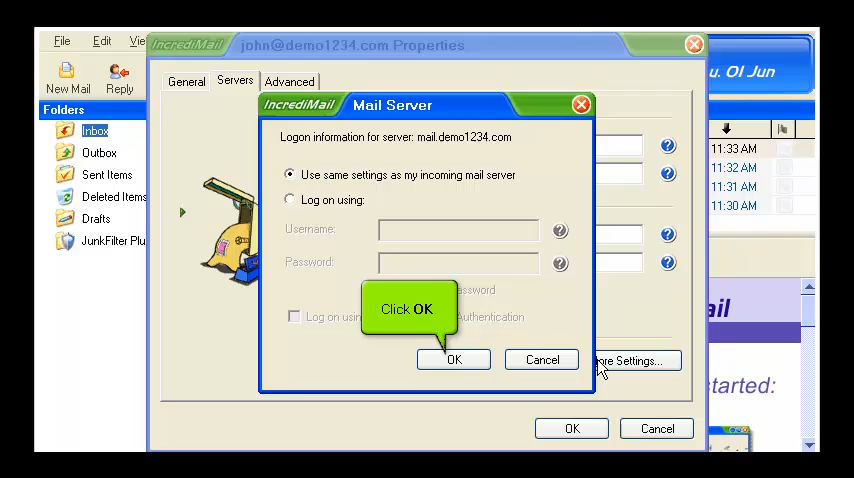 File Edit Vie
IncrediMail john@demo1234.com Properties
New Mail Reply
u. 01 Jun
General Servers Advanced
Folders
IncrediMail Mail Server
Inbox
Outbox
Sent Items
Deleted Items
Drafts
JunkFilter Plu
Logon information for server: mail.demo1234.com
Use same settings as my incoming mail server
Log on using:
Username:
Password:
assword
Log on usin Authentication
Click OK
OK Cancel
ore Settings...
OK Cancel
11:33 AM
11:32 AM
11:31 AM
11:30 AM
ail
started: